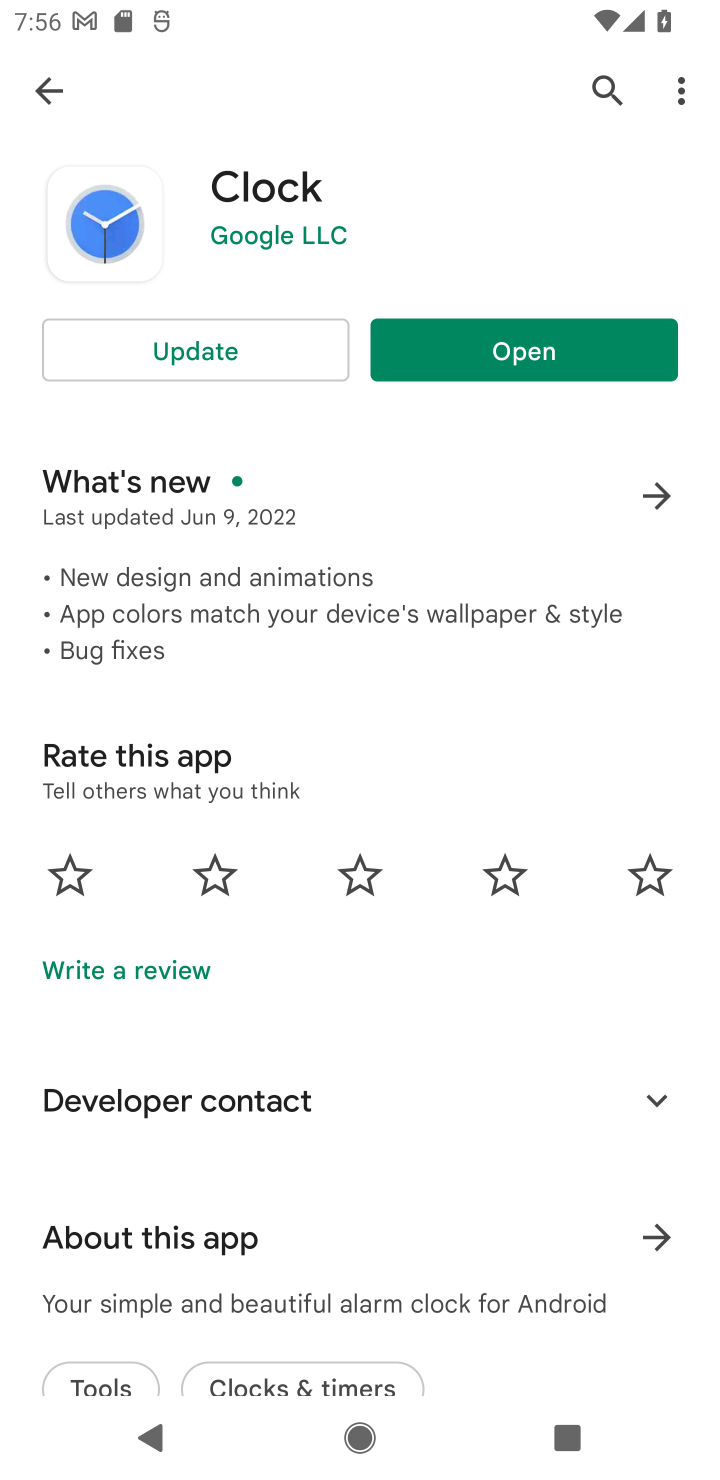 7:56
Clock
Google LLC
Update
Open
What's new
Last updated Jun 9, 2022
• New design and animations
• App colors match your device's wallpaper & style
• Bug fixes
Rate this app
Tell others what you think
Write a review
Developer contact
About this app
Your simple and beautiful alarm clock for Android
Tools
Clocks & timers